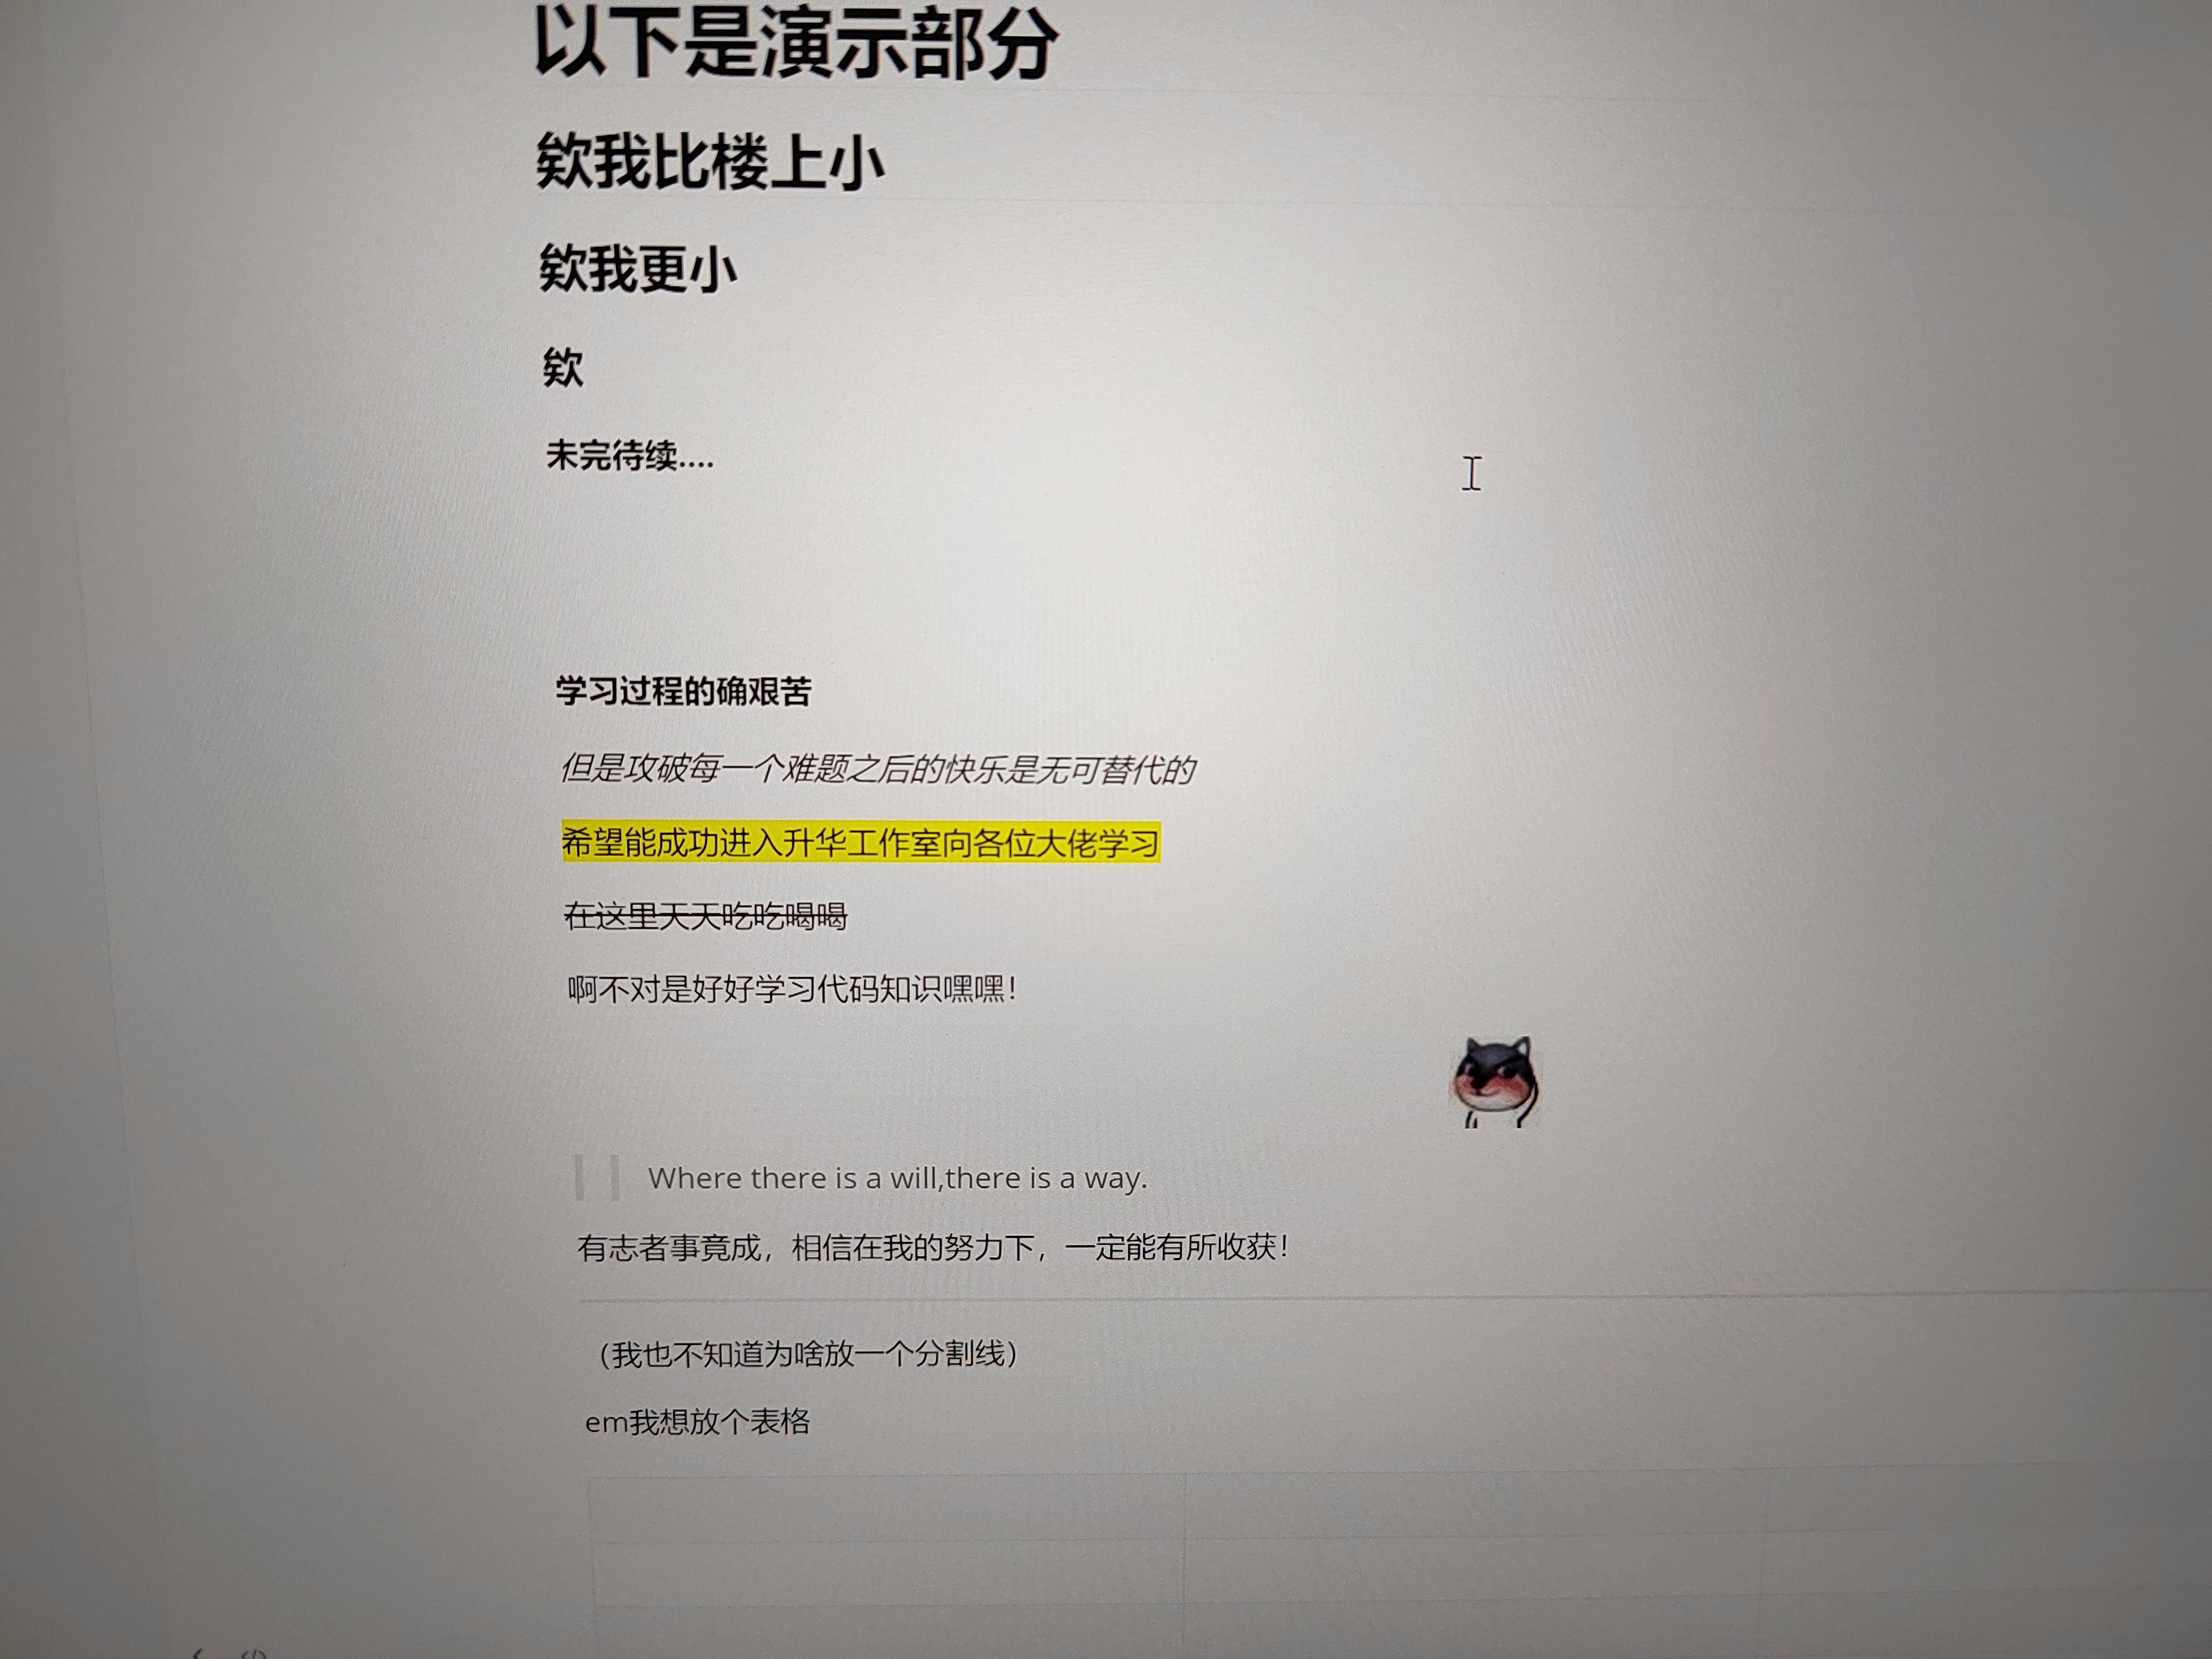 以下是演示部分
欸我比楼上小
欸我更小
欸
未完待续....
学习过程的确艰苦
但是攻破每一个难题之后的快乐是无可替代的
希望能成功进入升华工作室向各位大佬学习
在这里天天吃吃喝喝
啊不对是好好学习代码知识嘿嘿！
Where there is a will,there is a way.
有志者事竟成，相信在我的努力下，一定能有所收获！
（我也不知道为啥放一个分割线）
em我想放个表格